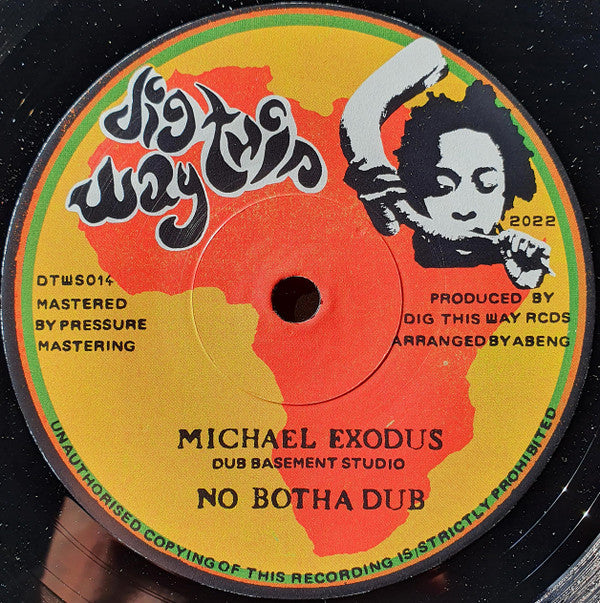 dig this
way
2022
DTWS014
MASTERED
BY PRESSURE
MASTERING
PRODUCED BY
DIG THIS WAY RCDS
ARRANGED BY ABENG
MICHAEL EXODUS
DUB BASEMENT STUDIO
NO BOTHA DUB
UNAUTHORISED COPYING OF THIS RECORDING IS STRICTLY PROHIBITED